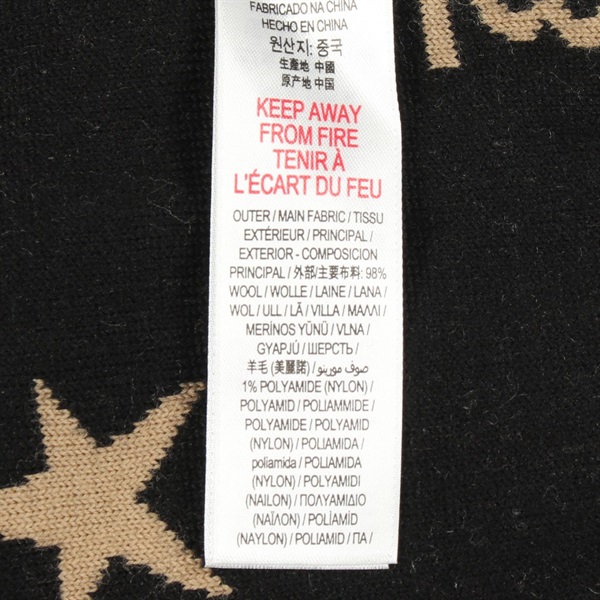 FABRICADO NA CHINA
HECHO EN CHINA
원산지: 중국
生產地 中國
原产地 中国
KEEP AWAY
FROM FIRE
TENIR À
L'ÉCART DU FEU
OUTER / MAIN FABRIC / TISSU
EXTÉRIEUR / PRINCIPAL /
EXTERIOR - COMPOSICION
PRINCIPAL / 外部/主要布料: 98%
WOOL / WOLLE / LAINE / LANA /
WOL / ULL / LÃ / VILLA / ΜΑΛΛΙ /
MERİNOS YÜNÜ / VLNA /
GYAPJÚ / ШЕРСТЬ /
羊毛 (美麗諾) / صوف مورينو /
1% POLYAMIDE (NYLON) /
POLYAMID / POLIAMMIDE /
POLYAMIDE / POLYAMID
(NYLON) / POLIAMIDA /
poliamida / POLIAMIDA
(NYLON) / POLYAMIDI
(NAILON) / ΠΟΛΥΑΜΙΔΙΟ
(ΝΑΪΛΟΝ) / POLİAMİD
(NAYLON) / POLYAMID / ПА /